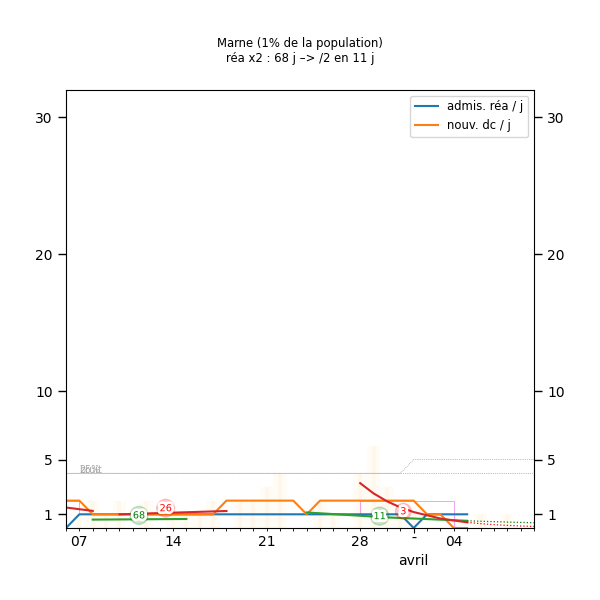 Marne (1% de la population)
réa x2 : 68 j –> /2 en 11 j
admis. réa / j
nouv. dc / j
30 30
20 20
10 10
5 5
1 1
68 26 11 3
07 14 21 28 - 04
avril